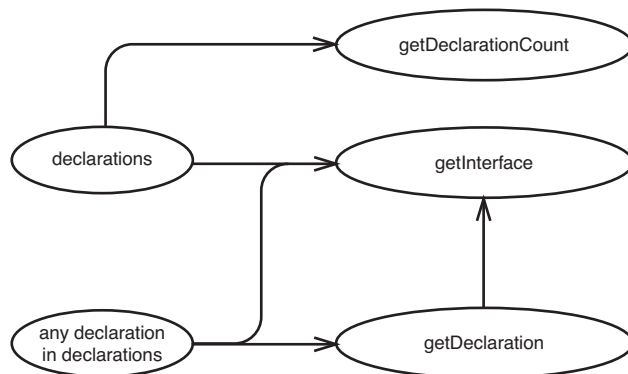 getDeclarationCount
declarations
getInterface
any declaration
in declarations
getDeclaration